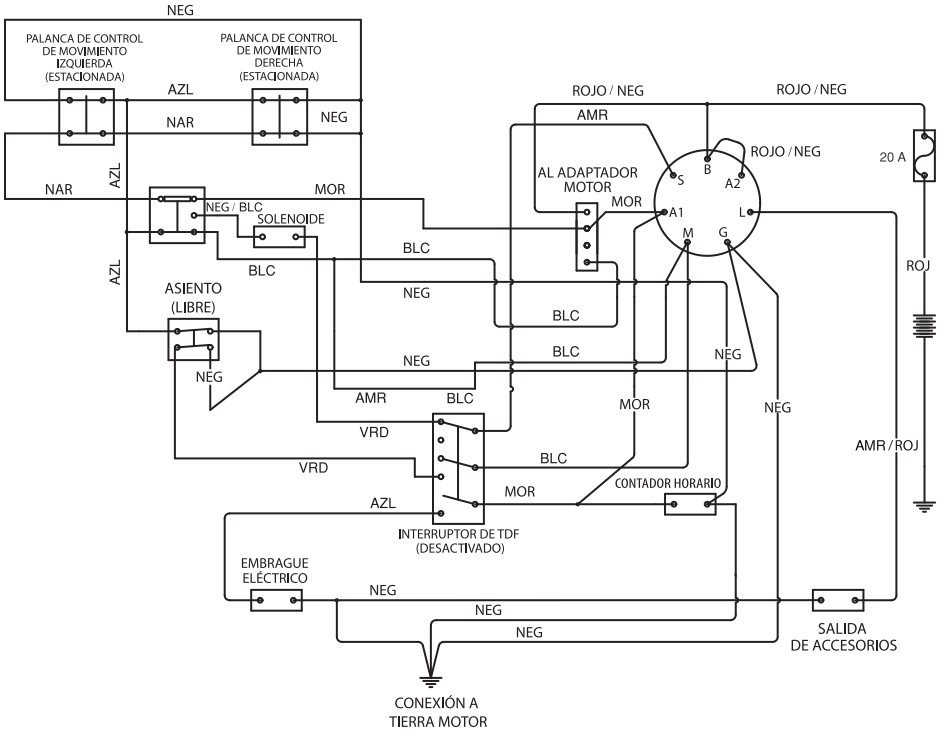 NEG
PALANCA DE CONTROL
DE MOVIMIENTO
IZQUIERDA
(ESTACIONADA)
PALANCA DE CONTROL
DE MOVIMIENTO
DERECHA
(ESTACIONADA)
AZL
NAR
NEG
ROJO / NEG
ROJO / NEG
AMR
B
ROJO / NEG
20 A
AZL
NAR
MOR
AL ADAPTADOR
MOTOR
MOR
S
A2
A1
L
M
G
NEG / BLC
SOLENOIDE
BLC
BLC
AZL
ROJ
NEG
ASIENTO
(LIBRE)
BLC
BLC
NEG
NEG
NEG
AMR
BLC
MOR
NEG
VRD
AMR / ROJ
VRD
BLC
AZL
MOR
CONTADOR HORARIO
INTERRUPTOR DE TDF
(DESACTIVADO)
EMBRAGUE
ELÉCTRICO
NEG
NEG
NEG
SALIDA
DE ACCESORIOS
CONEXIÓN A
TIERRA MOTOR